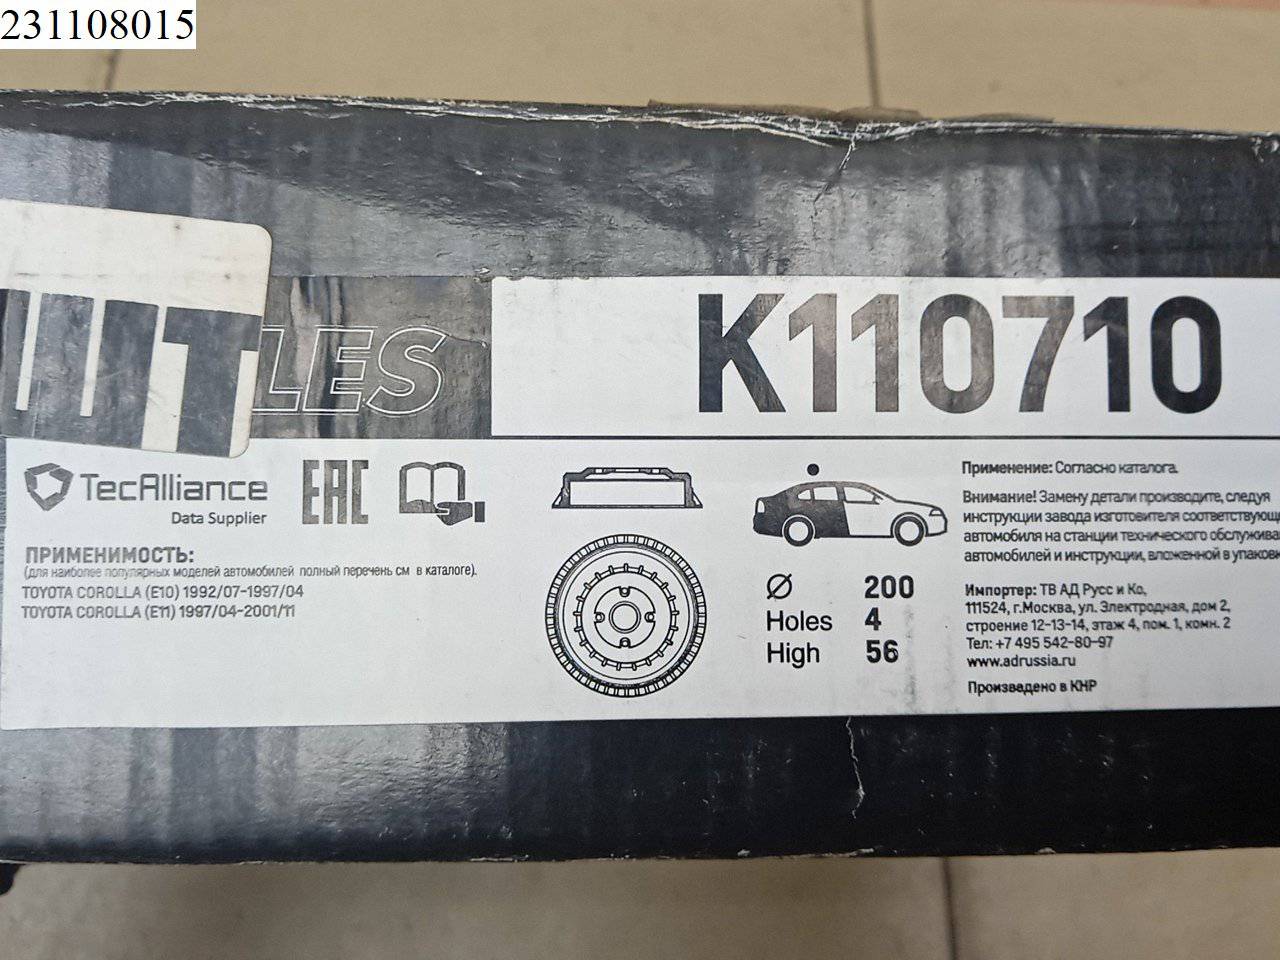 231108015
LES
K110710
TecAlliance
Data Supplier
EAC
ПРИМЕНИМОСТЬ:
(для наиболее популярных моделей автомобилей полный перечень см в каталоге).
TOYOTA COROLLA (E10) 1992/07-1997/04
TOYOTA COROLLA (E11) 1997/04-2001/11
Ø 200
Holes 4
High 56
Применение: Согласно каталога.
Внимание! Замену детали производите, следуя
инструкции завода изготовителя соответствующ
автомобиля на станции технического обслужива
автомобилей и инструкции, вложенной в упаковк
Импортер: ТВ АД Русс и Ко,
111524, г.Москва, ул. Электродная, дом 2,
строение 12-13-14, этаж 4, пом. 1, комн. 2
Тел: +7 495 542-80-97
www.adrussia.ru
Произведено в КНР